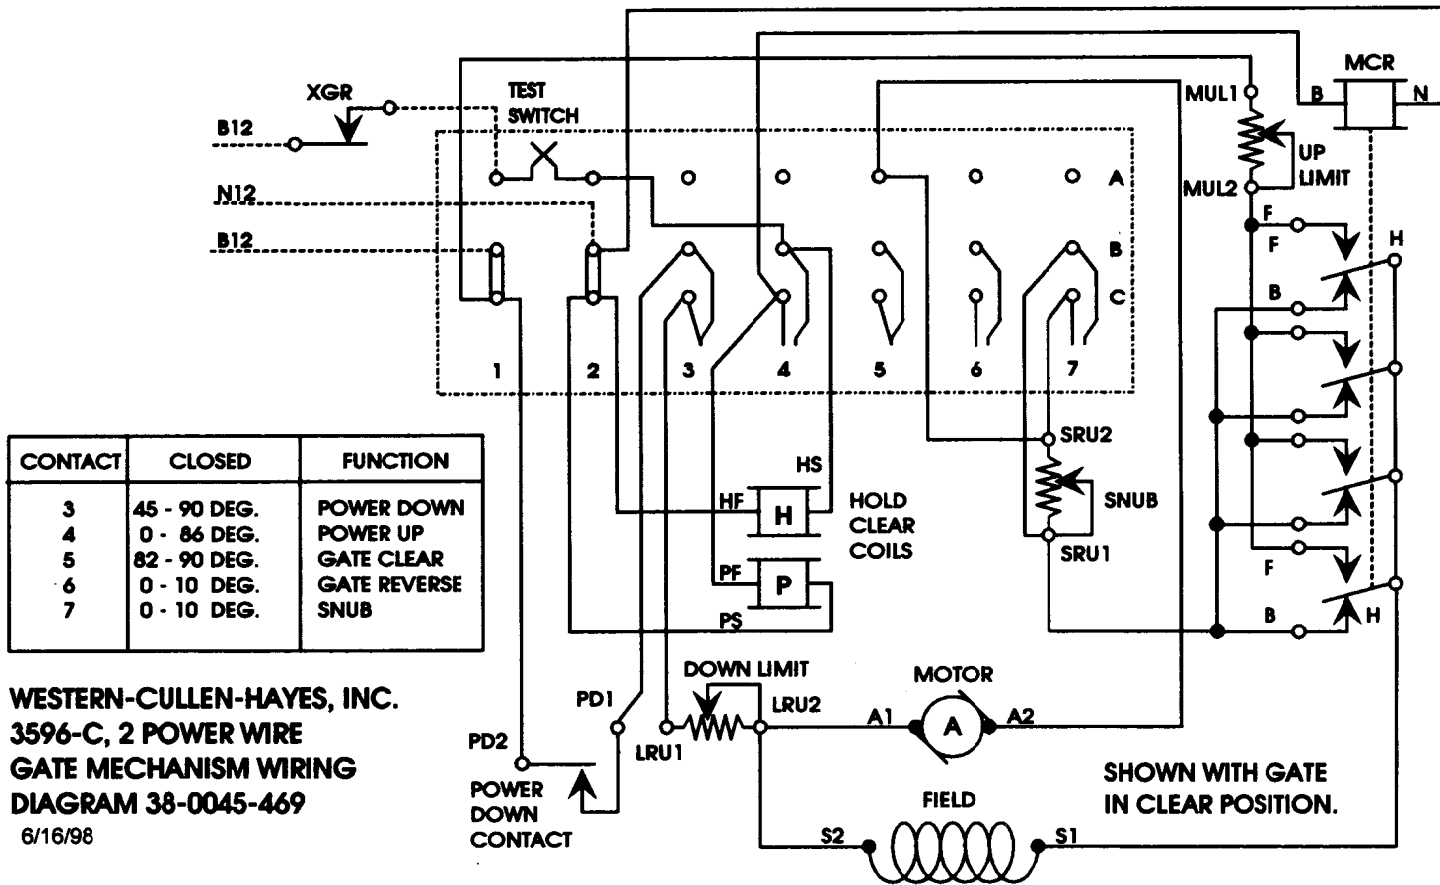 MCR
XGR
TEST
SWITCH
MUL1
B
N
B12
UP
LIMIT
A
N12
MUL2
F
F
H
B12
B
B
C
1
2
3
4
5
6
7
SRU2
CONTACT CLOSED FUNCTION
3 45 - 90 DEG. POWER DOWN
4 0 - 86 DEG. POWER UP
5 82 - 90 DEG. GATE CLEAR
6 0 - 10 DEG. GATE REVERSE
7 0 - 10 DEG. SNUB
HS
HF
H
HOLD
CLEAR
COILS
SNUB
SRU1
PF
P
PS
F
B
H
WESTERN-CULLEN-HAYES, INC.
3596-C, 2 POWER WIRE
GATE MECHANISM WIRING
DIAGRAM 38-0045-469
6/16/98
DOWN LIMIT
MOTOR
PD1
LRU2
A1
A
A2
PD2
LRU1
POWER
DOWN
CONTACT
FIELD
S2
S1
SHOWN WITH GATE
IN CLEAR POSITION.